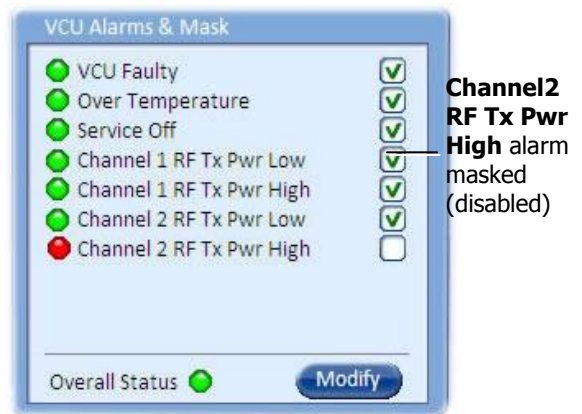 VCU Alarms & Mask
VCU Faulty
Over Temperature
Service Off
Channel 1 RF Tx Pwr Low
Channel 1 RF Tx Pwr High
Channel 2 RF Tx Pwr Low
Channel 2 RF Tx Pwr High
Overall Status
Modify
Channel2
RF Tx Pwr
High alarm
masked
(disabled)